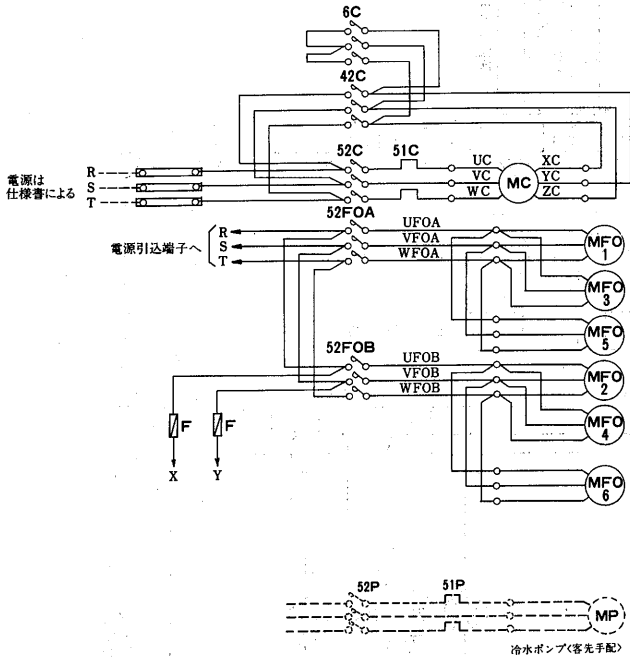 6C
42C
52C
51C
UC
XC
電源は
仕様書による
R
S
T
VC
MC
YC
WC
ZC
52FOA
UFOA
電源引込端子へ
R
S
T
VFOA
WFOA
MFO
1
MFO
3
MFO
5
52FOB
UFOB
VFOB
WFOB
MFO
2
F
F
MFO
4
X
Y
MFO
6
52P
51P
MP
冷水ポンプ〈客先手配〉